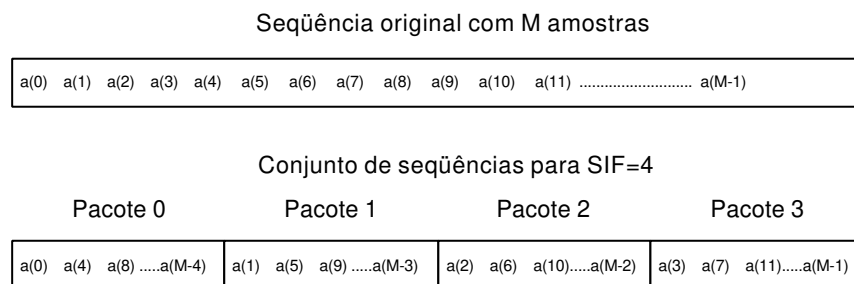 Seqüência original com M amostras
a(0) a(1) a(2) a(3) a(4) a(5) a(6) a(7) a(8) a(9) a(10) a(11) ........................... a(M-1)
Conjunto de seqüências para SIF=4
Pacote 0 Pacote 1 Pacote 2 Pacote 3
a(0) a(4) a(8) .....a(M-4) a(1) a(5) a(9) .....a(M-3) a(2) a(6) a(10).....a(M-2) a(3) a(7) a(11).....a(M-1)